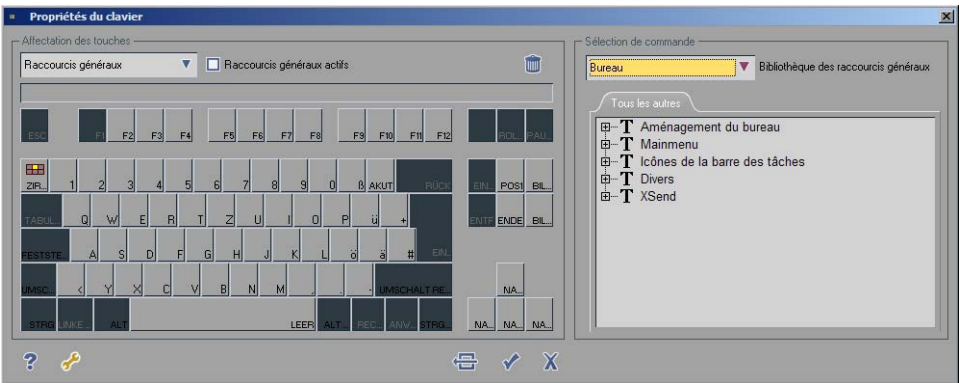 Propriétés du clavier
Affectation des touches
Raccourcis généraux
Raccourcis généraux actifs
ESC F1 F2 F3 F4 F5 F6 F7 F8 F9 F10 F11 F12 ROL... PAU...
ZIR... 1 2 3 4 5 6 7 8 9 0 ß AKUT RÜCK EIN... POS1 BIL...
TABUL... Q W E R T Z U I O P ü + ENTF ENDE BIL...
FESTSTE... A S D F G H J K L ö ä # EIN...
UMSC... < Y X C V B N M , . - UMSCHALT RE... NA...
STRG LINKE... ALT LEER ALT... REC... ANW... STRG... NA... NA... NA...
?
Sélection de commande
Bureau
Bibliothèque des raccourcis généraux
Tous les autres
T Aménagement du bureau
T Mainmenu
T Icônes de la barre des tâches
T Divers
T XSend